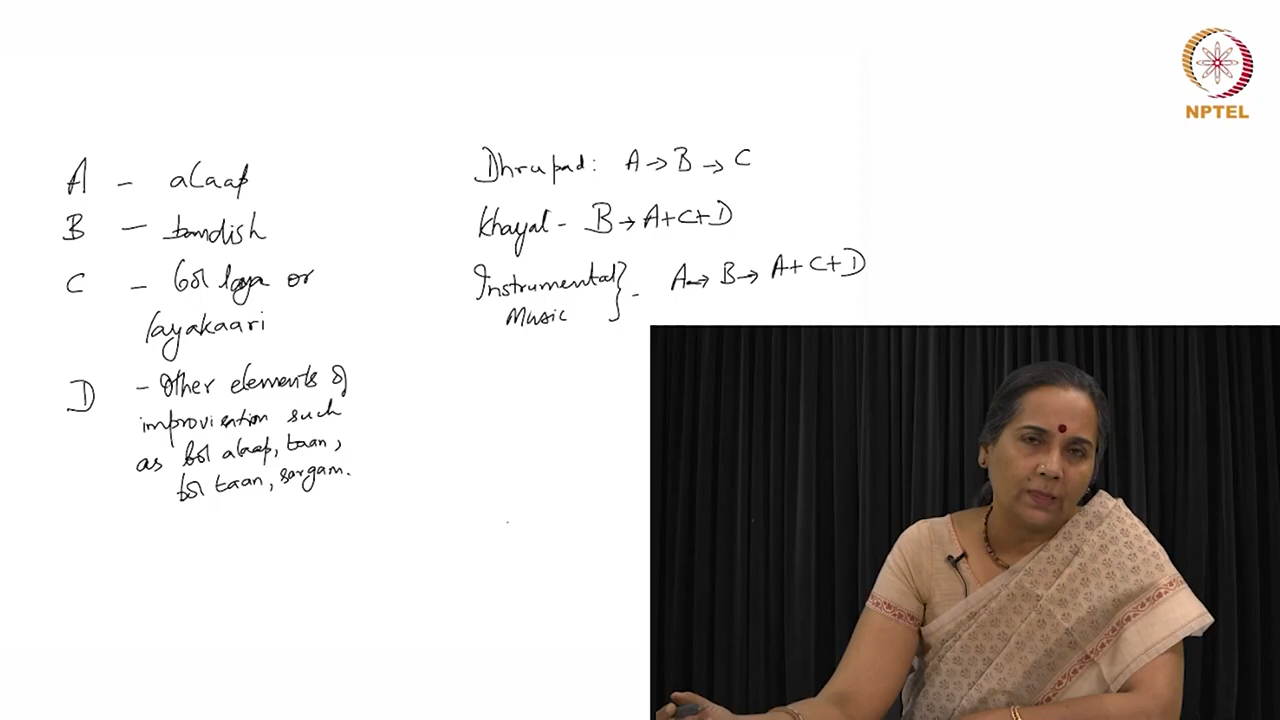 A - alaap
B - bandish
C - bol laya or
layakaari
D - Other elements of
improvisation such
as bol alaap, taan,
bol taan, sargam.
Dhrupad: A → B → C
Khayal - B → A+C+D
Instrumental
Music } - A → B → A+C+D
NPTEL